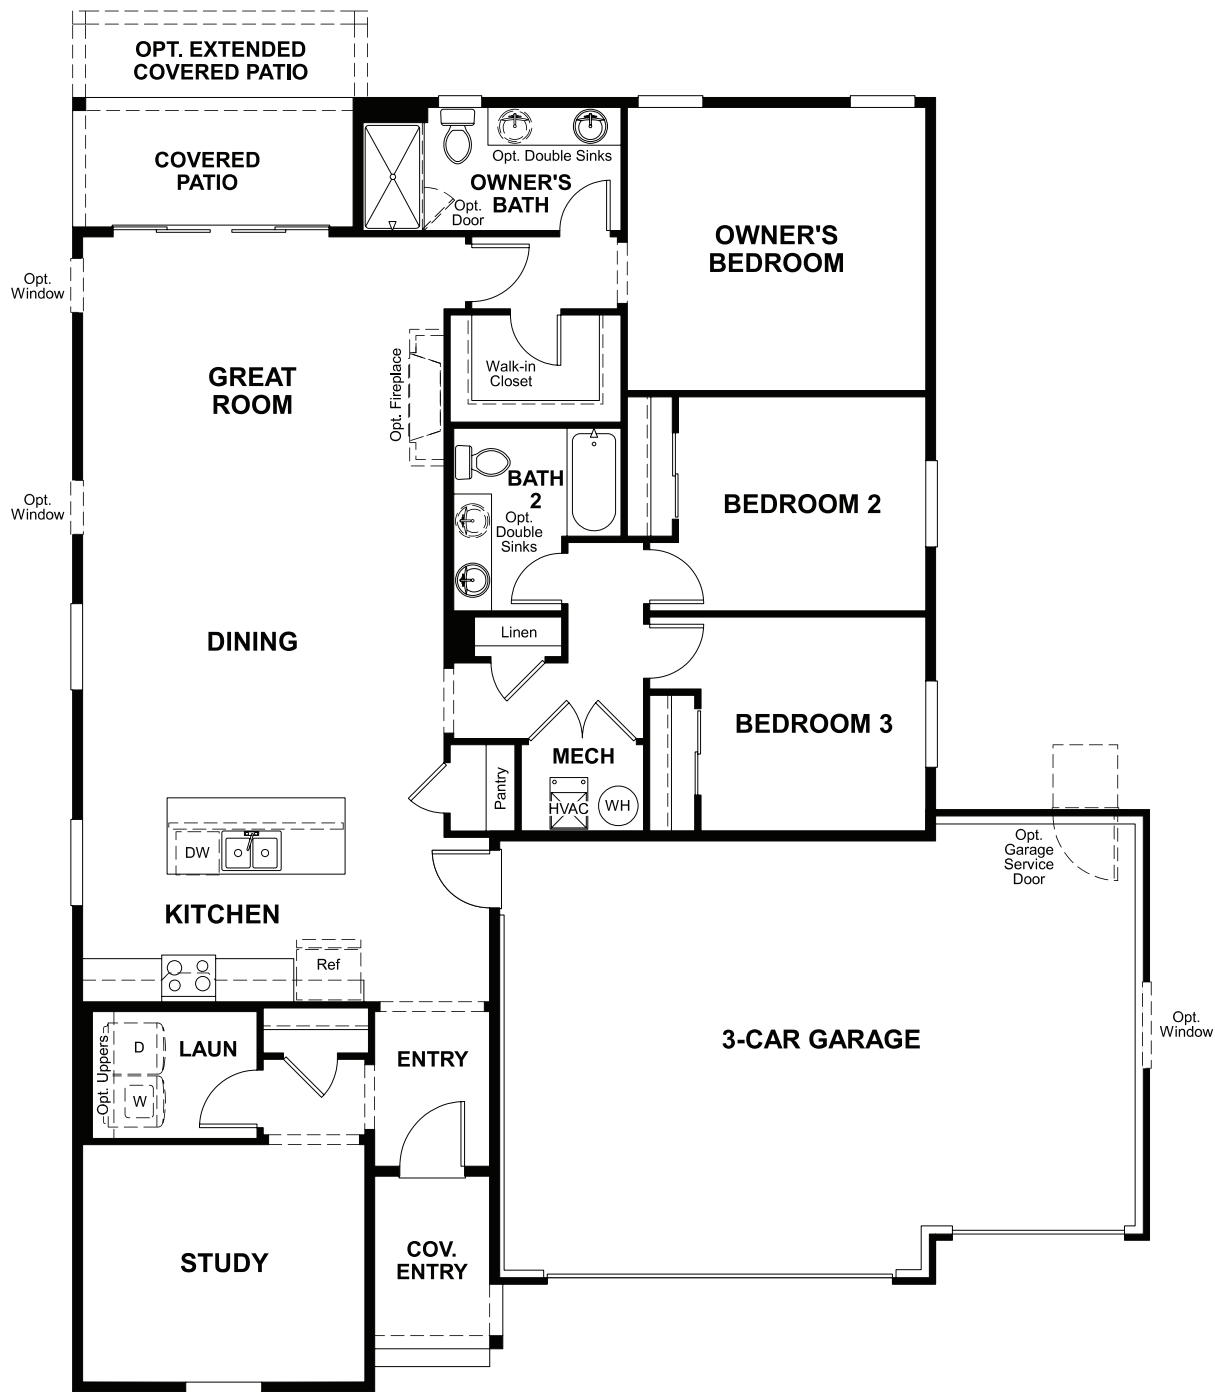 OPT. EXTENDED
COVERED PATIO
COVERED
PATIO
Opt. Double Sinks
OWNER'S
BATH
Opt.
Door
OWNER'S
BEDROOM
Opt.
Window
GREAT
ROOM
Opt. Fireplace
Walk-in
Closet
BATH
2
Opt.
Double
Sinks
BEDROOM 2
Opt.
Window
DINING
Linen
BEDROOM 3
MECH
HVAC
WH
Pantry
DW
KITCHEN
Ref
Opt.
Garage
Service
Door
Opt. Uppers
D
W
LAUN
ENTRY
3-CAR GARAGE
Opt.
Window
STUDY
COV.
ENTRY